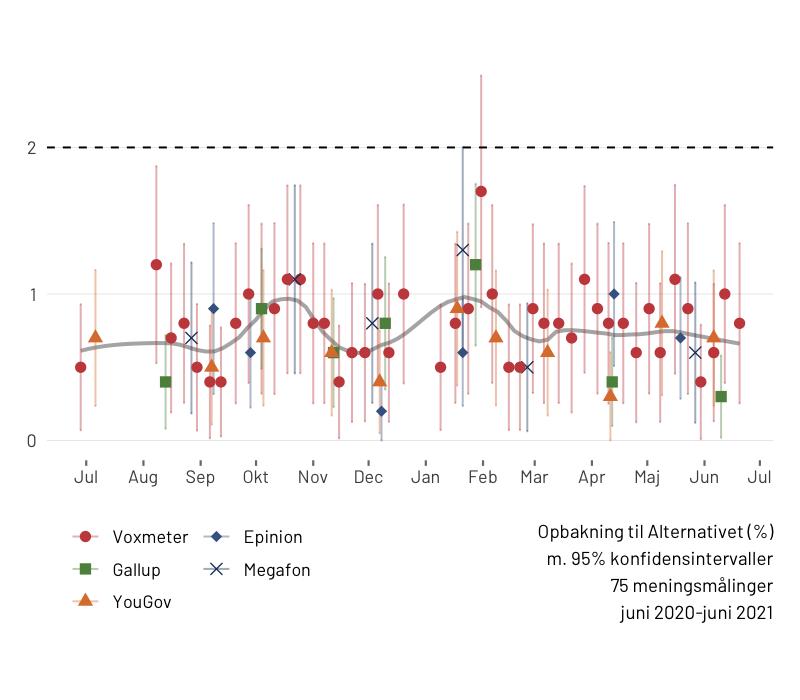 2
1
0
Jul Aug Sep Okt Nov Dec Jan Feb Mar Apr Maj Jun Jul
Voxmeter Epinion
Gallup Megafon
YouGov
Opbakning til Alternativet (%)
m. 95% konfidensintervaller
75 meningsmålinger
juni 2020-juni 2021